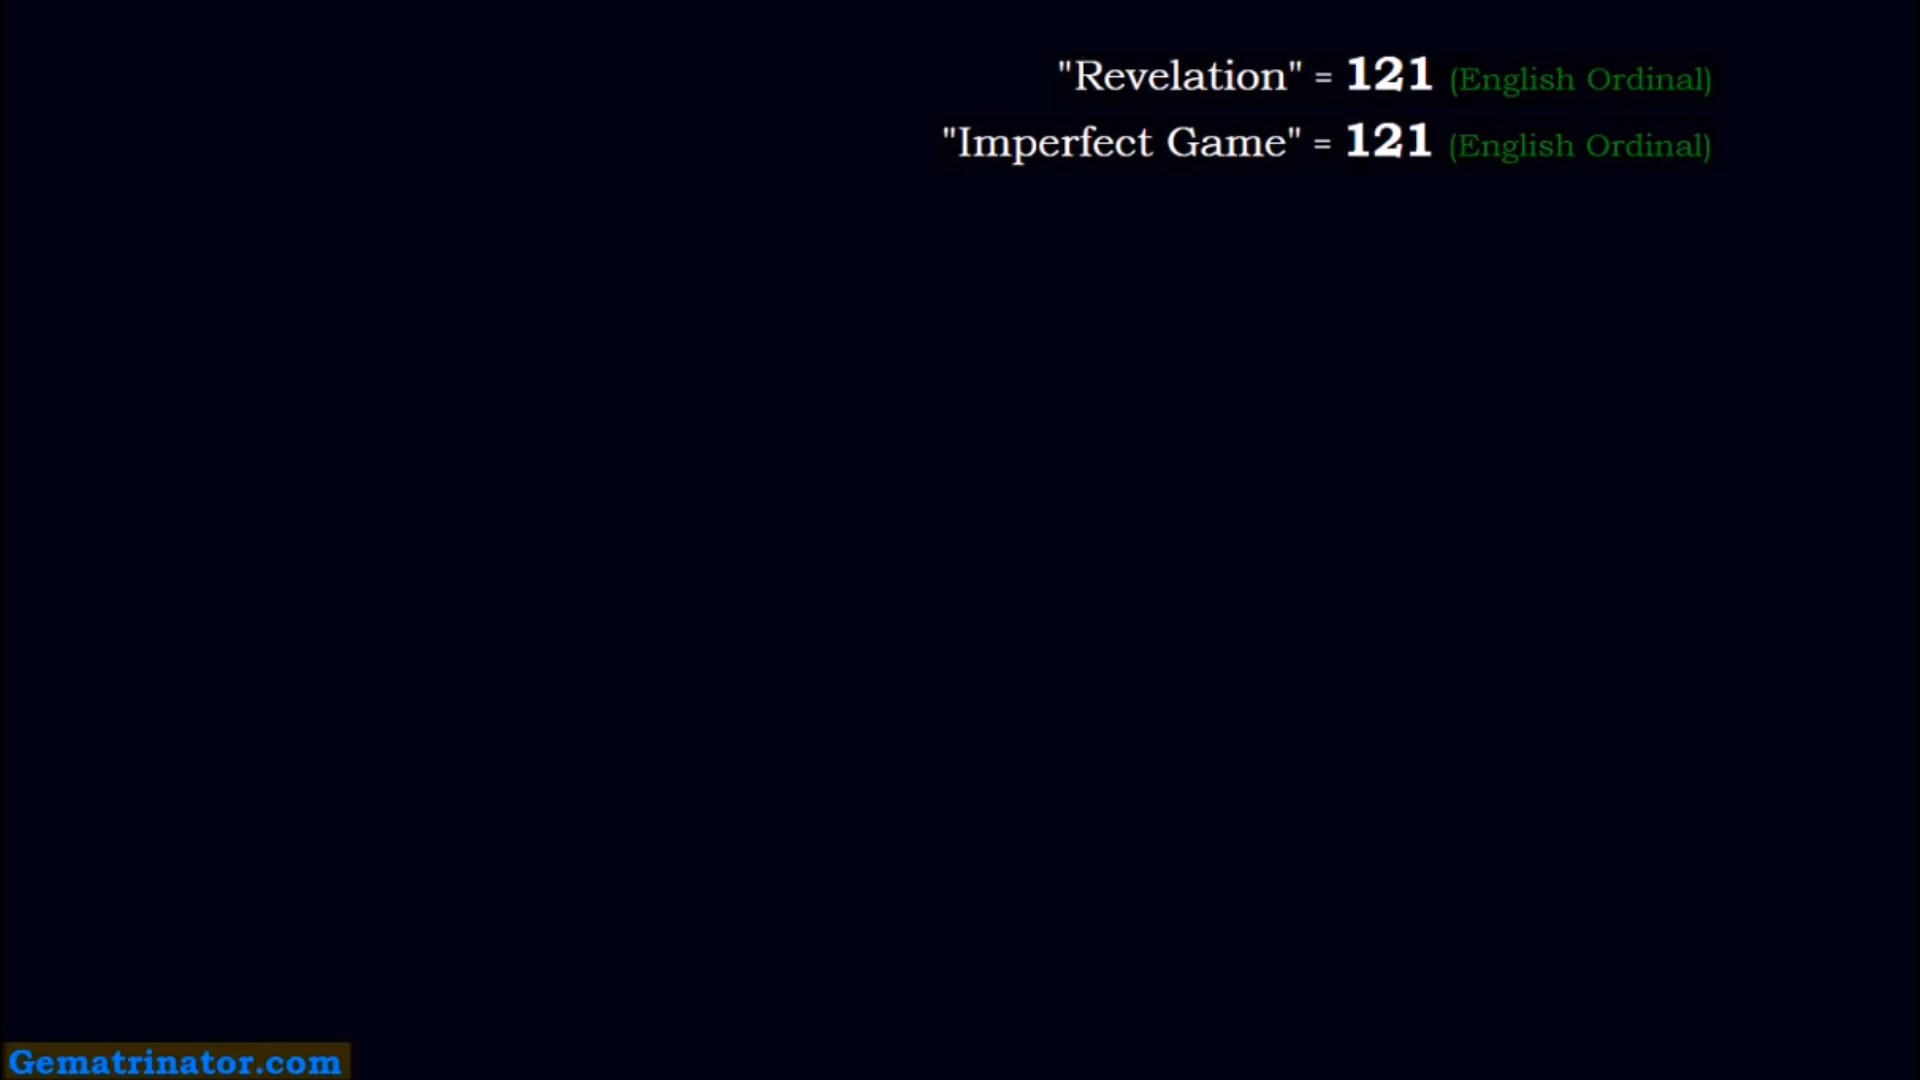 "Revelation" = 121 (English Ordinal)
"Imperfect Game" = 121 (English Ordinal)
Gematrinator.com